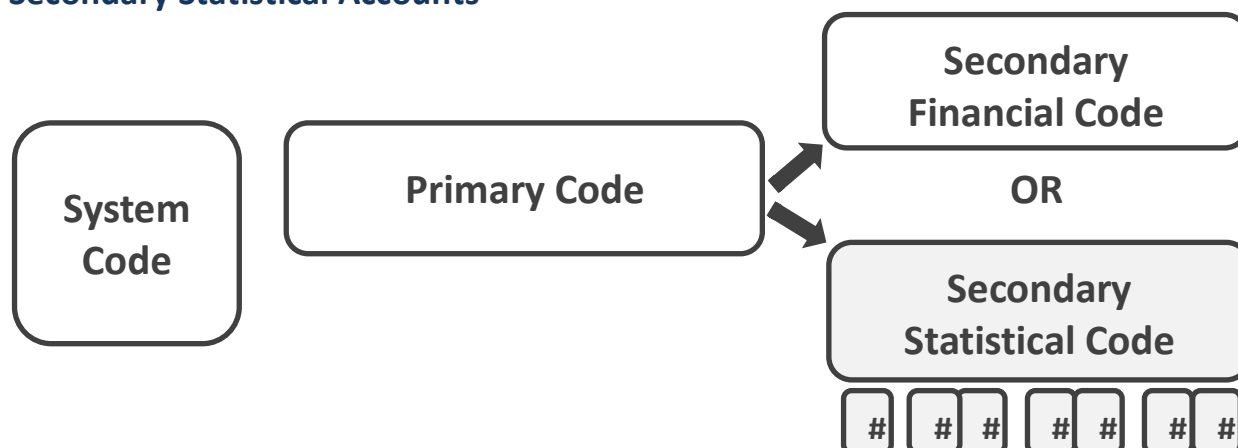 Secondary Statistical Accounts
System
Code
Primary Code
Secondary
Financial Code
OR
Secondary
Statistical Code
# # # # # # #